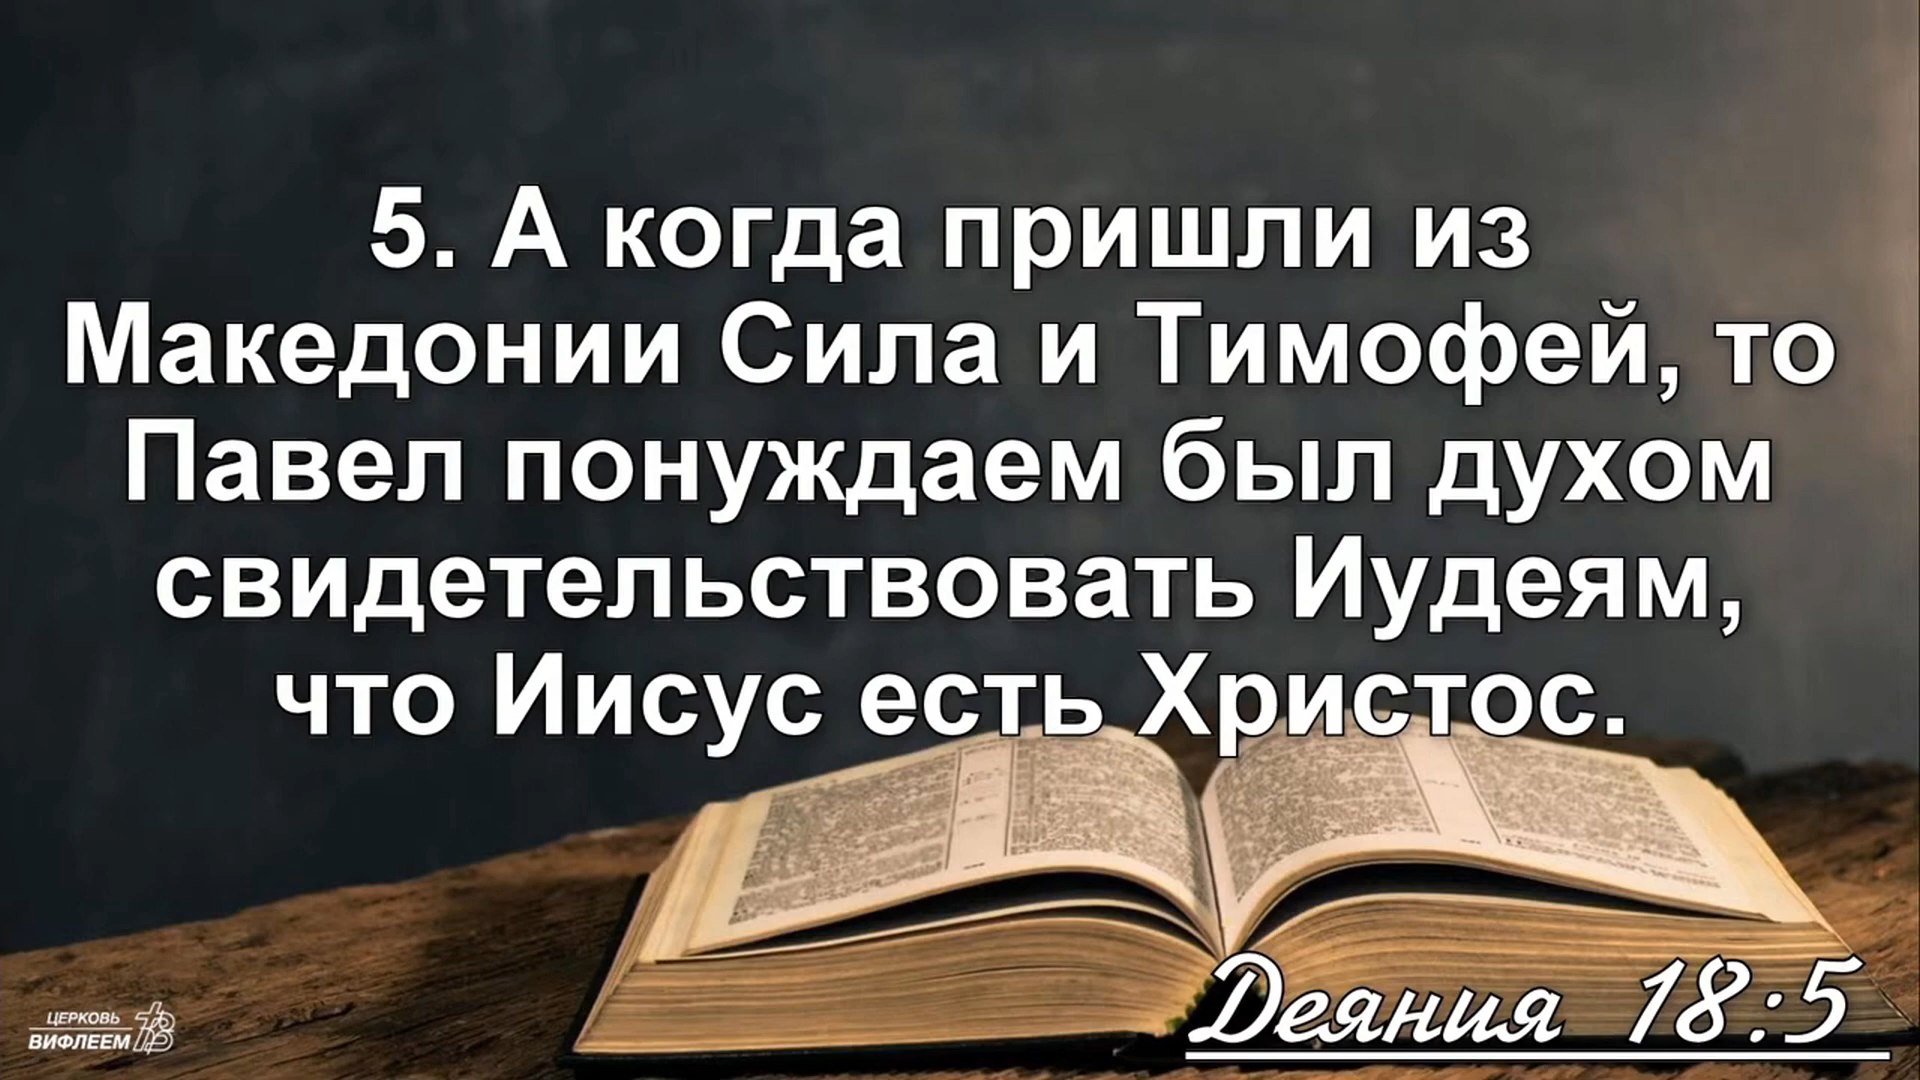 5. А когда пришли из
Македонии Сила и Тимофей, то
Павел понуждаем был духом
свидетельствовать Иудеям,
что Иисус есть Христос.
Деяния 18:5
ЦЕРКОВЬ
ВИФЛЕЕМ